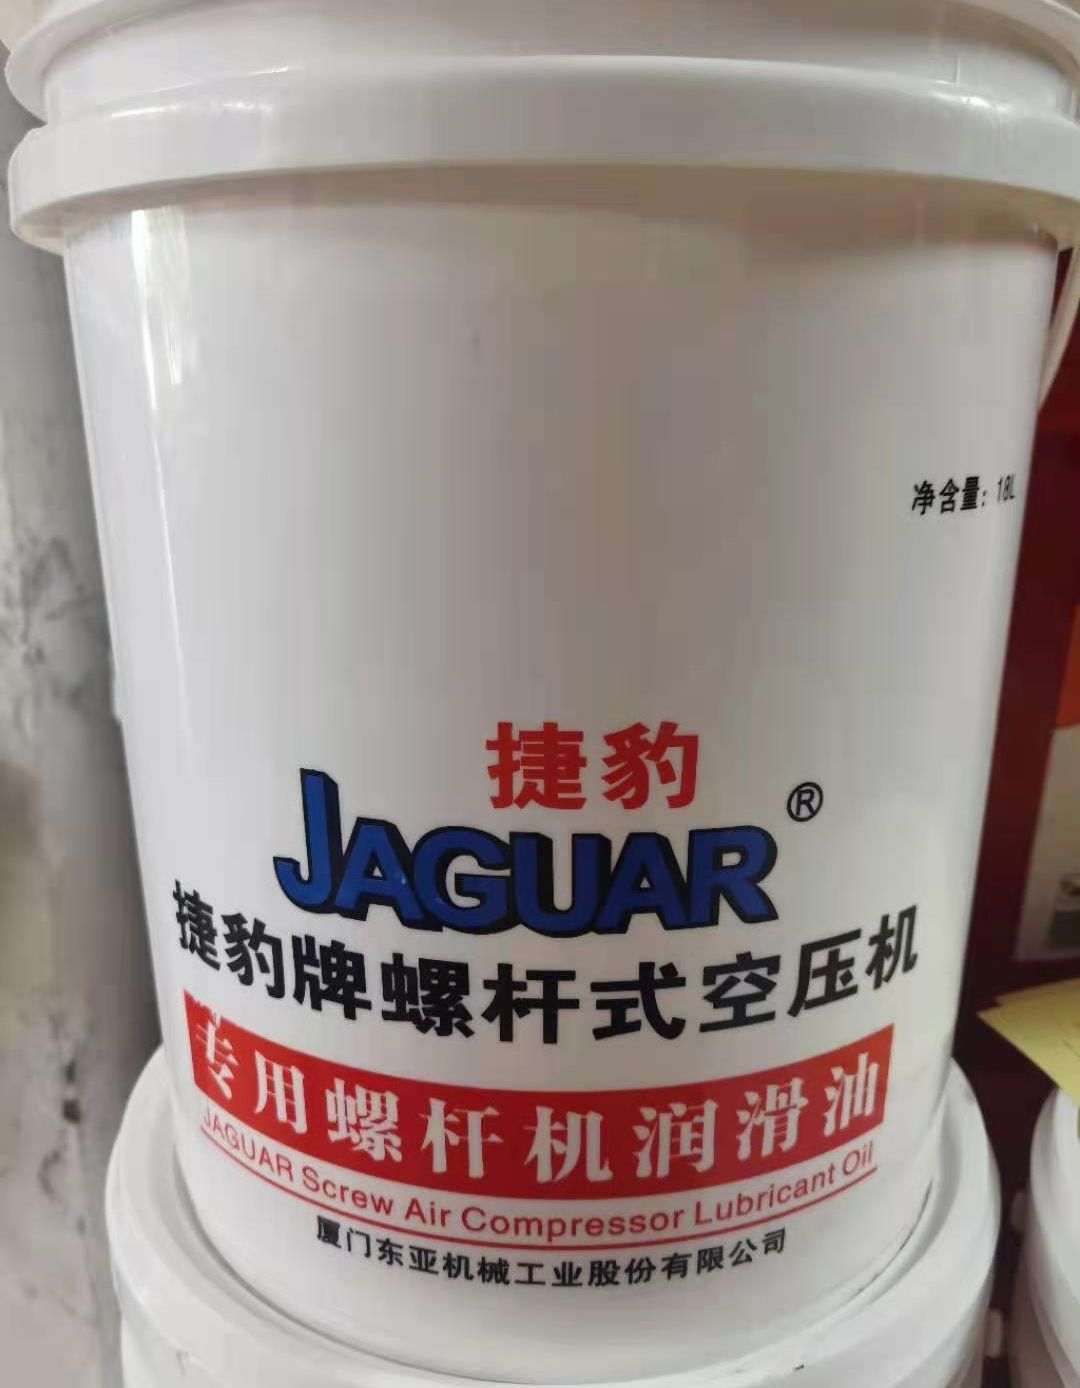 净含量：18L
捷豹
JAGUAR®
捷豹牌螺杆式空压机
专用螺杆机润滑油
JAGUAR Screw Air Compressor Lubricant Oil
厦门东亚机械工业股份有限公司